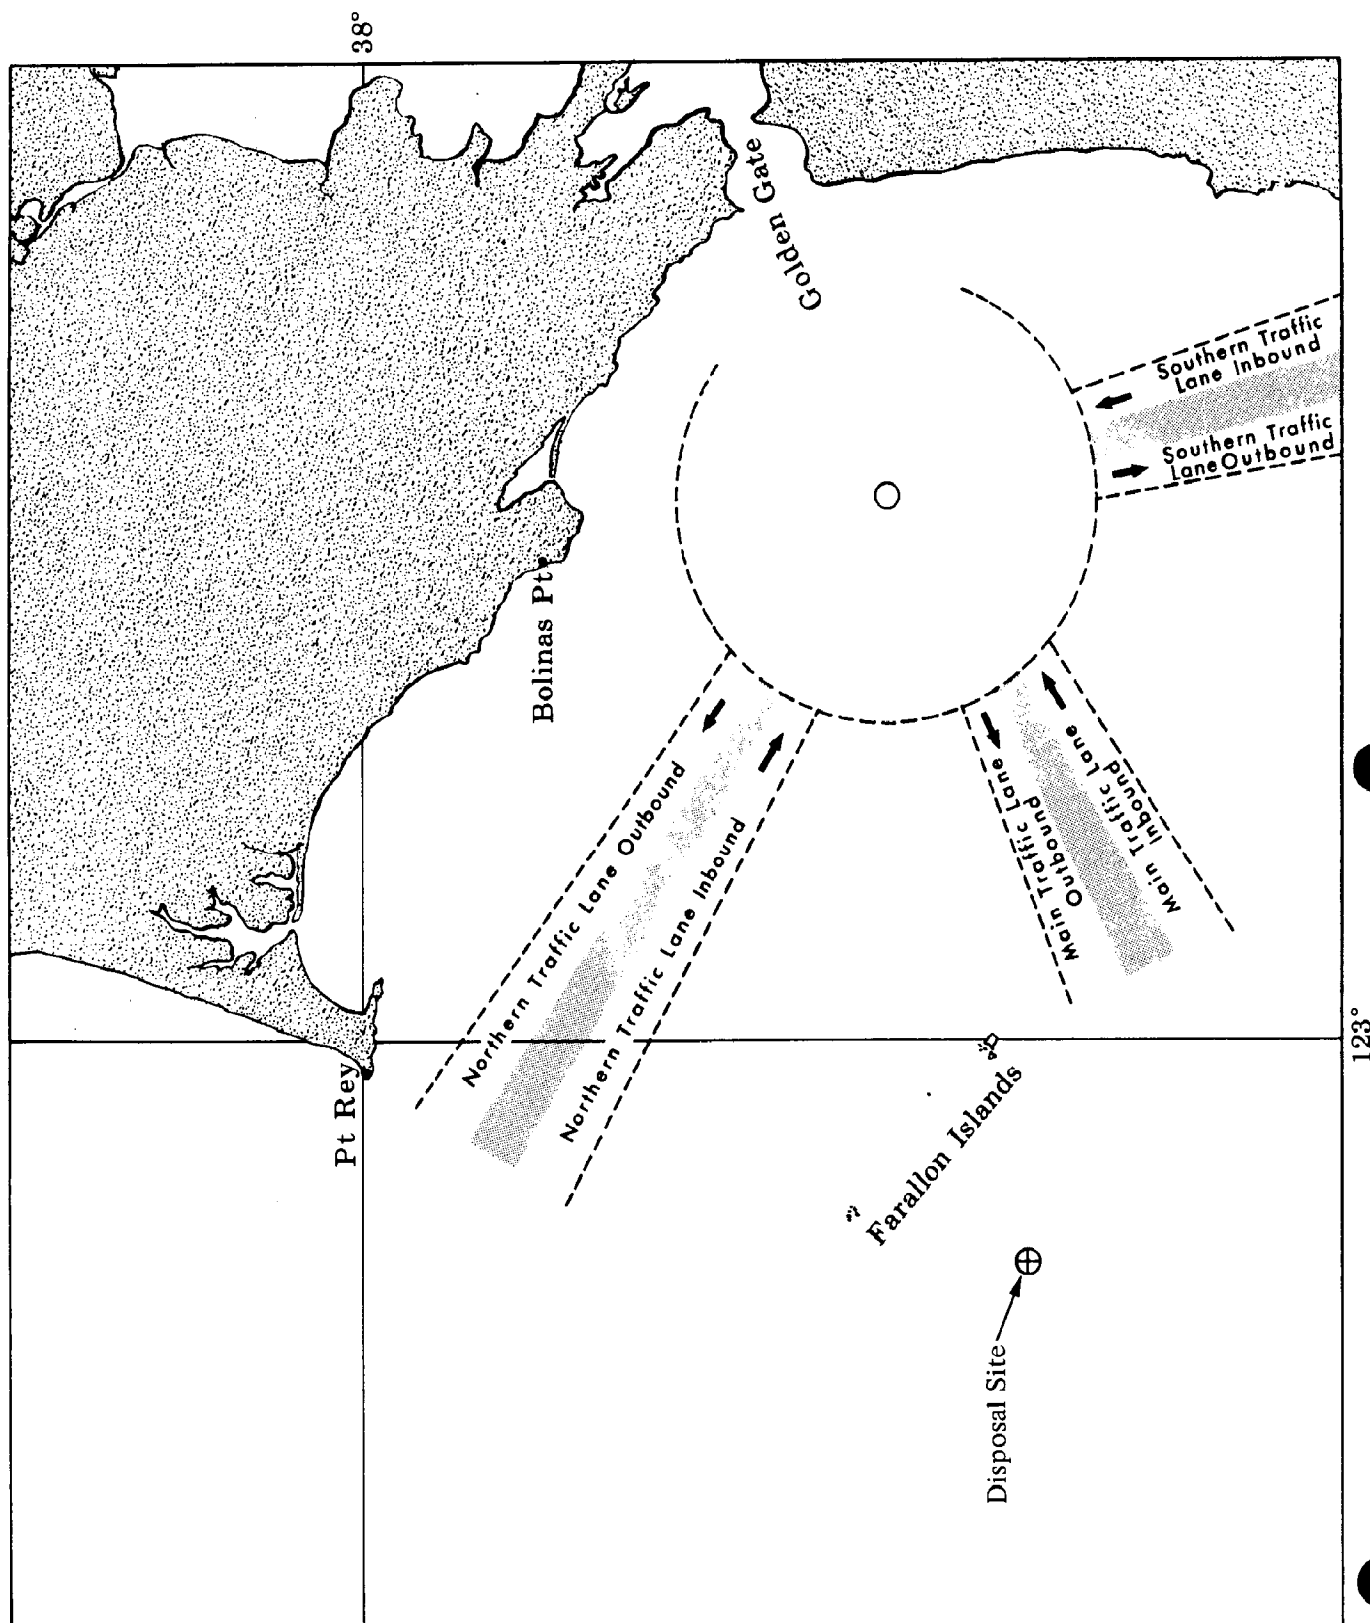 38°
Golden Gate
Southern Traffic
Lane Inbound
Southern Traffic
Lane Outbound
Bolinas Pt
Northern Traffic Lane Outbound
Northern Traffic Lane Inbound
Main Traffic Lane
Outbound
Main Traffic Lane
Inbound
Pt Rey
123°
Farallon Islands
Disposal Site